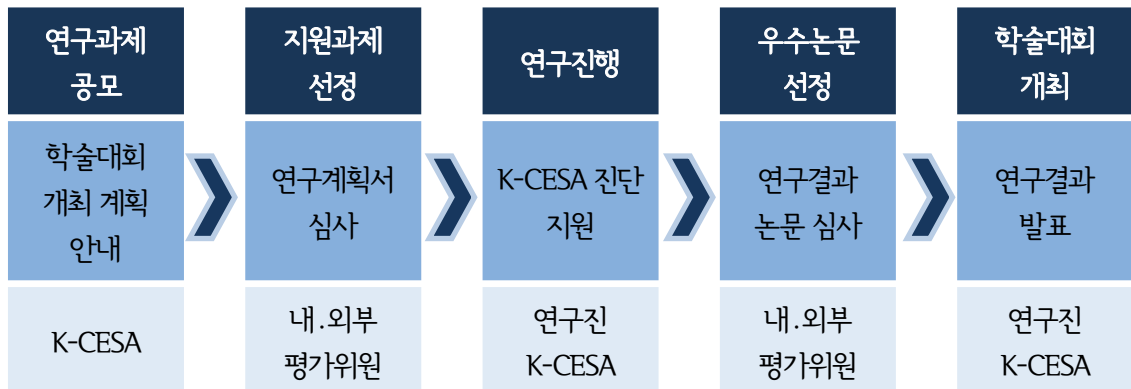 연구과제
공모
지원과제
선정
연구진행
우수논문
선정
학술대회
개최
학술대회
개최 계획
안내
연구계획서
심사
K-CESA 진단
지원
연구결과
논문 심사
연구결과
발표
K-CESA
내.외부
평가위원
연구진
K-CESA
내.외부
평가위원
연구진
K-CESA